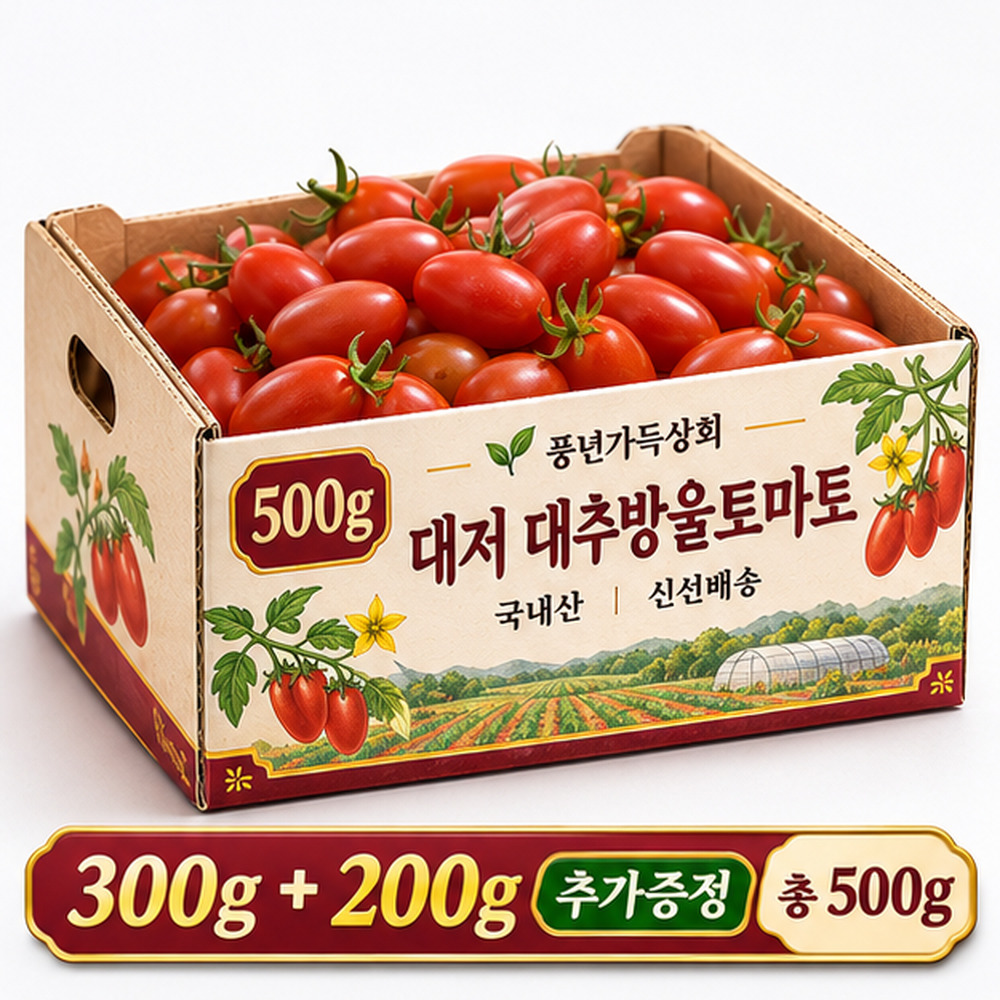 풍년가득상회
500g
대저 대추방울토마토
국내산 | 신선배송
300g + 200g 추가증정 총 500g